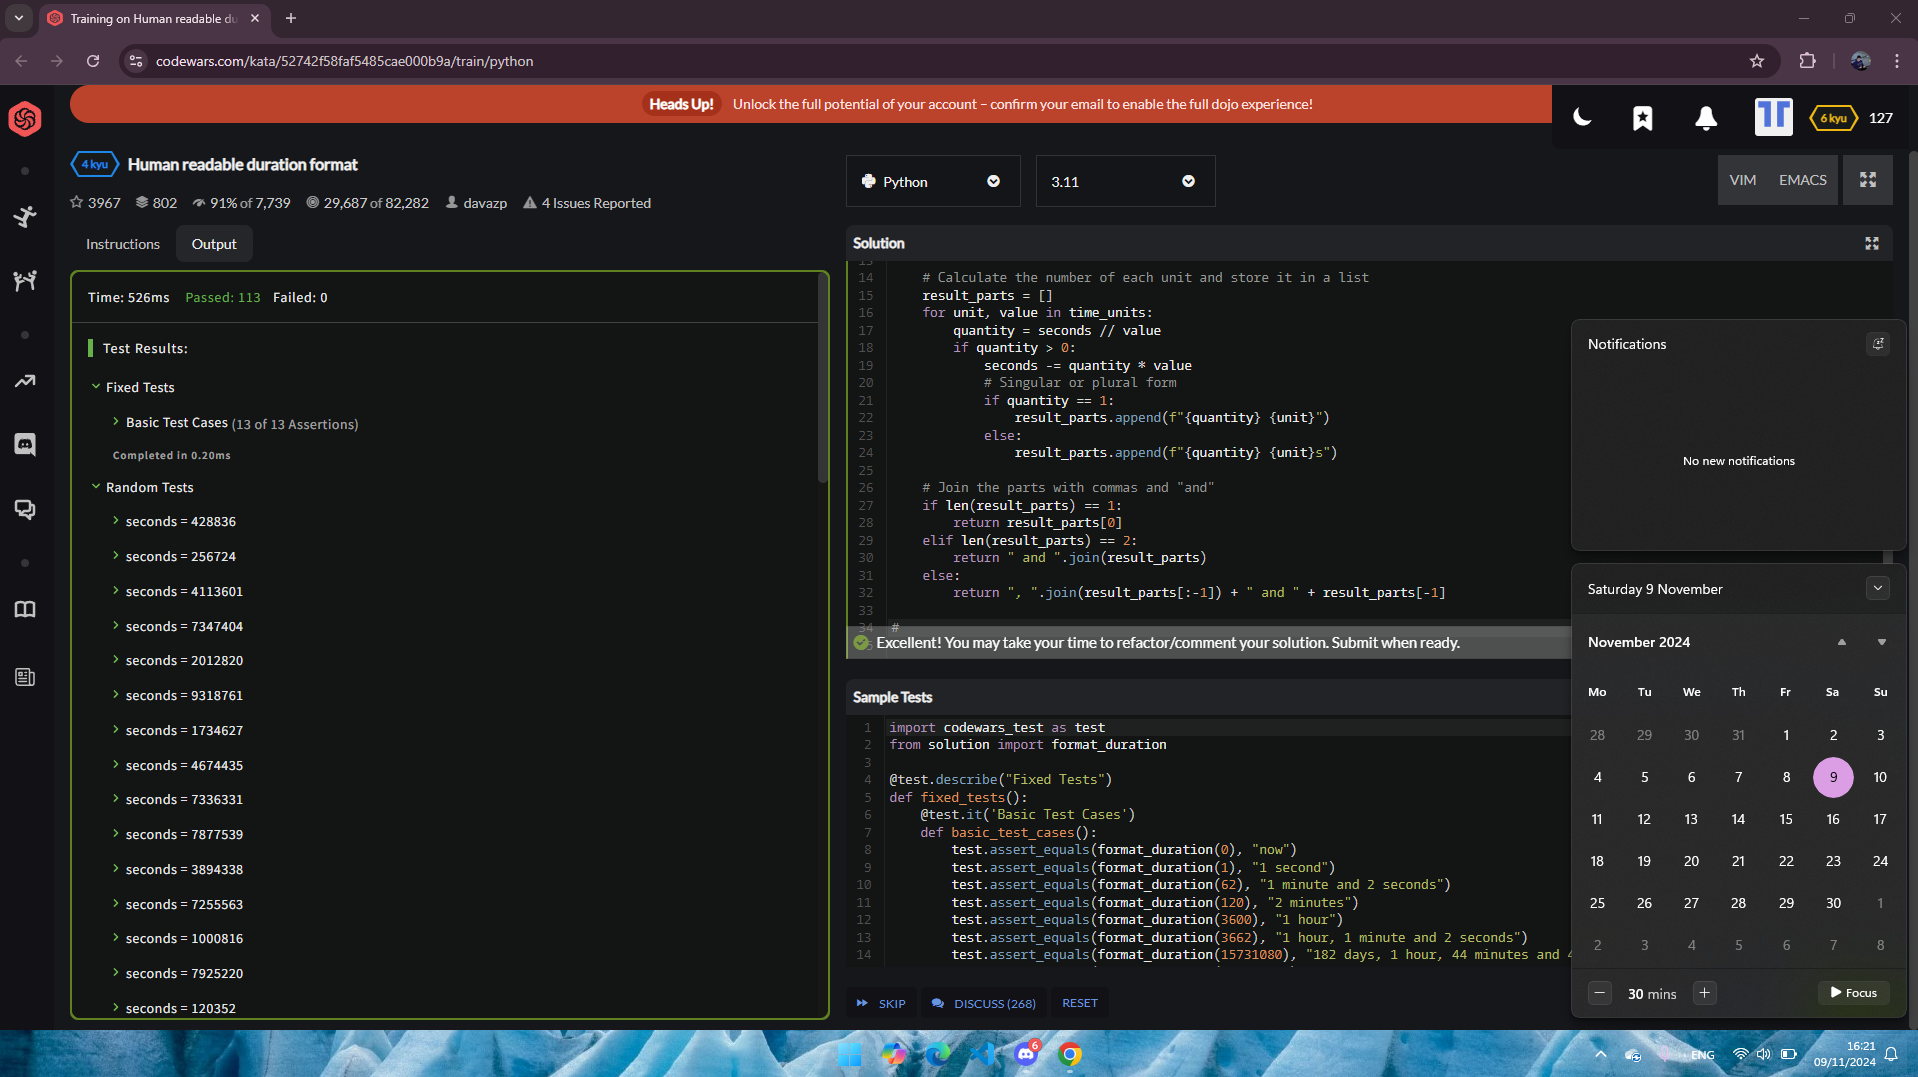 Training on Human readable du
codewars.com/kata/52742f58faf5485cae000b9a/train/python
Heads Up! Unlock the full potential of your account – confirm your email to enable the full dojo experience!
6 kyu 127
4 kyu Human readable duration format
3967 802 91% of 7,739 29,687 of 82,282 davazp 4 Issues Reported
Instructions Output
Time: 526ms Passed: 113 Failed: 0
Test Results:
Fixed Tests
Basic Test Cases (13 of 13 Assertions)
Completed in 0.20ms
Random Tests
seconds = 428836
seconds = 256724
seconds = 4113601
seconds = 7347404
seconds = 2012820
seconds = 9318761
seconds = 1734627
seconds = 4674435
seconds = 7336331
seconds = 7877539
seconds = 3894338
seconds = 7255563
seconds = 1000816
seconds = 7925220
seconds = 120352
Python 3.11 VIM EMACS
Solution
14 # Calculate the number of each unit and store it in a list
15 result_parts = []
16 for unit, value in time_units:
17 quantity = seconds // value
18 if quantity > 0:
19 seconds -= quantity * value
20 # Singular or plural form
21 if quantity == 1:
22 result_parts.append(f"{quantity} {unit}")
23 else:
24 result_parts.append(f"{quantity} {unit}s")
25
26 # Join the parts with commas and "and"
27 if len(result_parts) == 1:
28 return result_parts[0]
29 elif len(result_parts) == 2:
30 return " and ".join(result_parts)
31 else:
32 return ", ".join(result_parts[:-1]) + " and " + result_parts[-1]
33
34 #
Excellent! You may take your time to refactor/comment your solution. Submit when ready.
Sample Tests
1 import codewars_test as test
2 from solution import format_duration
3
4 @test.describe("Fixed Tests")
5 def fixed_tests():
6 @test.it('Basic Test Cases')
7 def basic_test_cases():
8 test.assert_equals(format_duration(0), "now")
9 test.assert_equals(format_duration(1), "1 second")
10 test.assert_equals(format_duration(62), "1 minute and 2 seconds")
11 test.assert_equals(format_duration(120), "2 minutes")
12 test.assert_equals(format_duration(3600), "1 hour")
13 test.assert_equals(format_duration(3662), "1 hour, 1 minute and 2 seconds")
14 test.assert_equals(format_duration(15731080), "182 days, 1 hour, 44 minutes and
SKIP DISCUSS (268) RESET
Notifications
No new notifications
Saturday 9 November
November 2024
Mo Tu We Th Fr Sa Su
28 29 30 31 1 2 3
4 5 6 7 8 9 10
11 12 13 14 15 16 17
18 19 20 21 22 23 24
25 26 27 28 29 30 1
2 3 4 5 6 7 8
30 mins Focus
6
ENG
16:21
09/11/2024